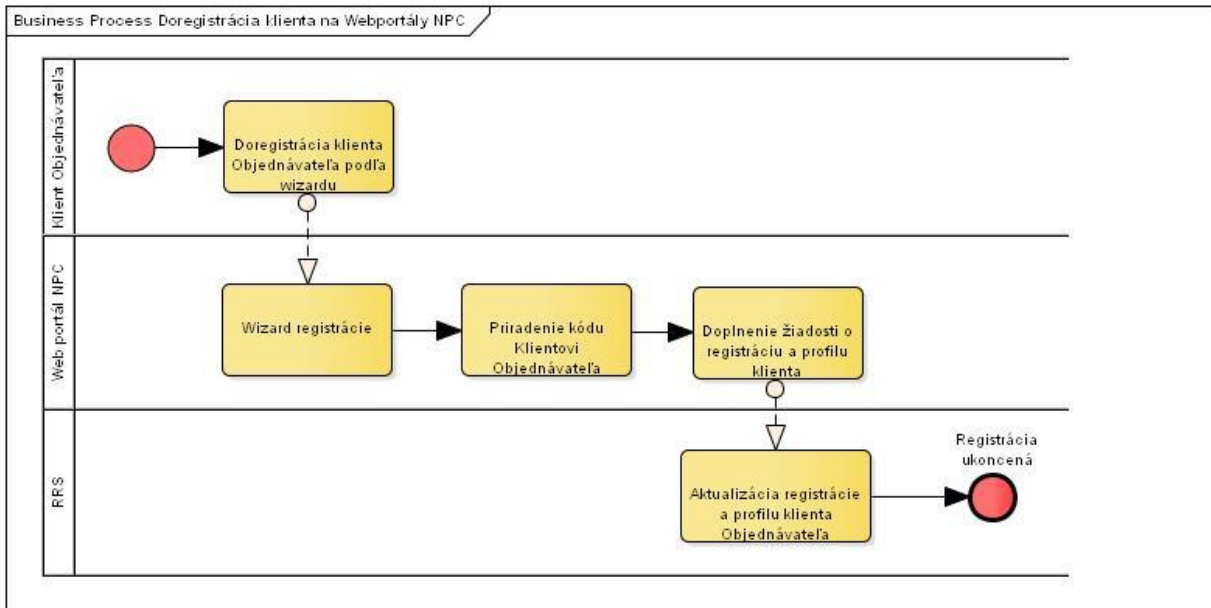 Business Process Doregistrácia klienta na Webportály NPC
Klient Objednávateľa
Doregistrácia klienta
Objednávateľa podľa
wizardu
Web portál NPC
Wizard registrácie
Priradenie kódu
Klientovi
Objednávateľa
Doplnenie žiadosti o
registráciu a profilu
klienta
RRS
Aktualizácia registrácie
a profilu klienta
Objednávateľa
Registrácia
ukoncená